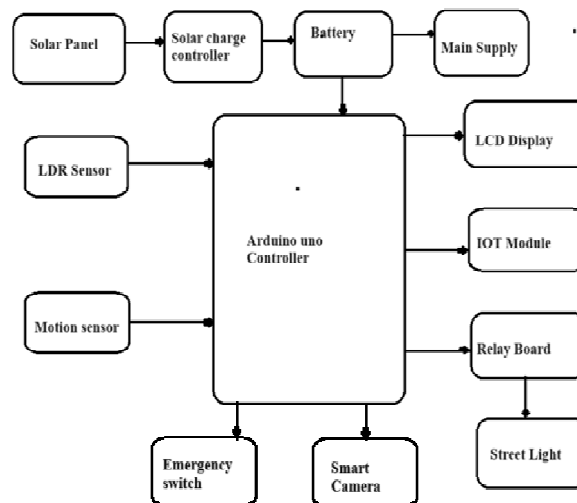 Solar Panel
Solar charge
controller
Battery
Main Supply
LDR Sensor
LCD Display
Arduino uno
Controller
IOT Module
Motion sensor
Relay Board
Emergency
switch
Smart
Camera
Street Light